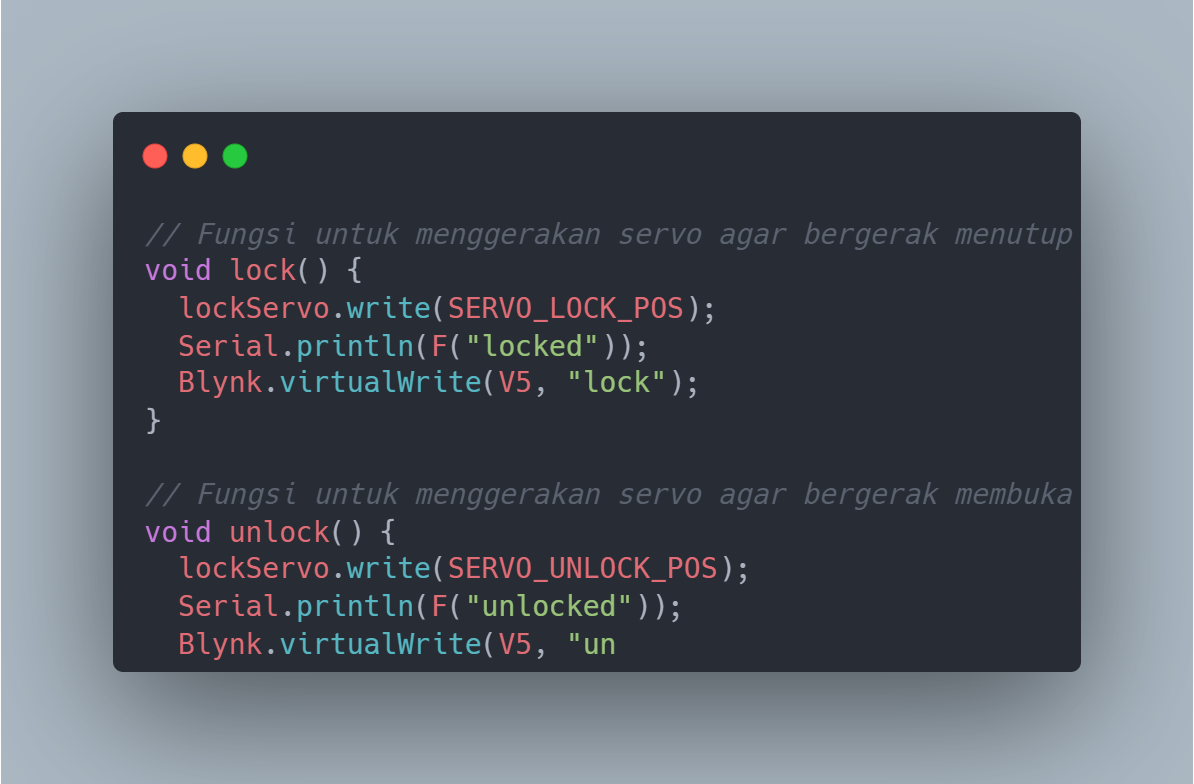 // Fungsi untuk menggerakan servo agar bergerak menutup
void lock() {
  lockServo.write(SERVO_LOCK_POS);
  Serial.println(F("locked"));
  Blynk.virtualWrite(V5, "lock");
}

// Fungsi untuk menggerakan servo agar bergerak membuka
void unlock() {
  lockServo.write(SERVO_UNLOCK_POS);
  Serial.println(F("unlocked"));
  Blynk.virtualWrite(V5, "un